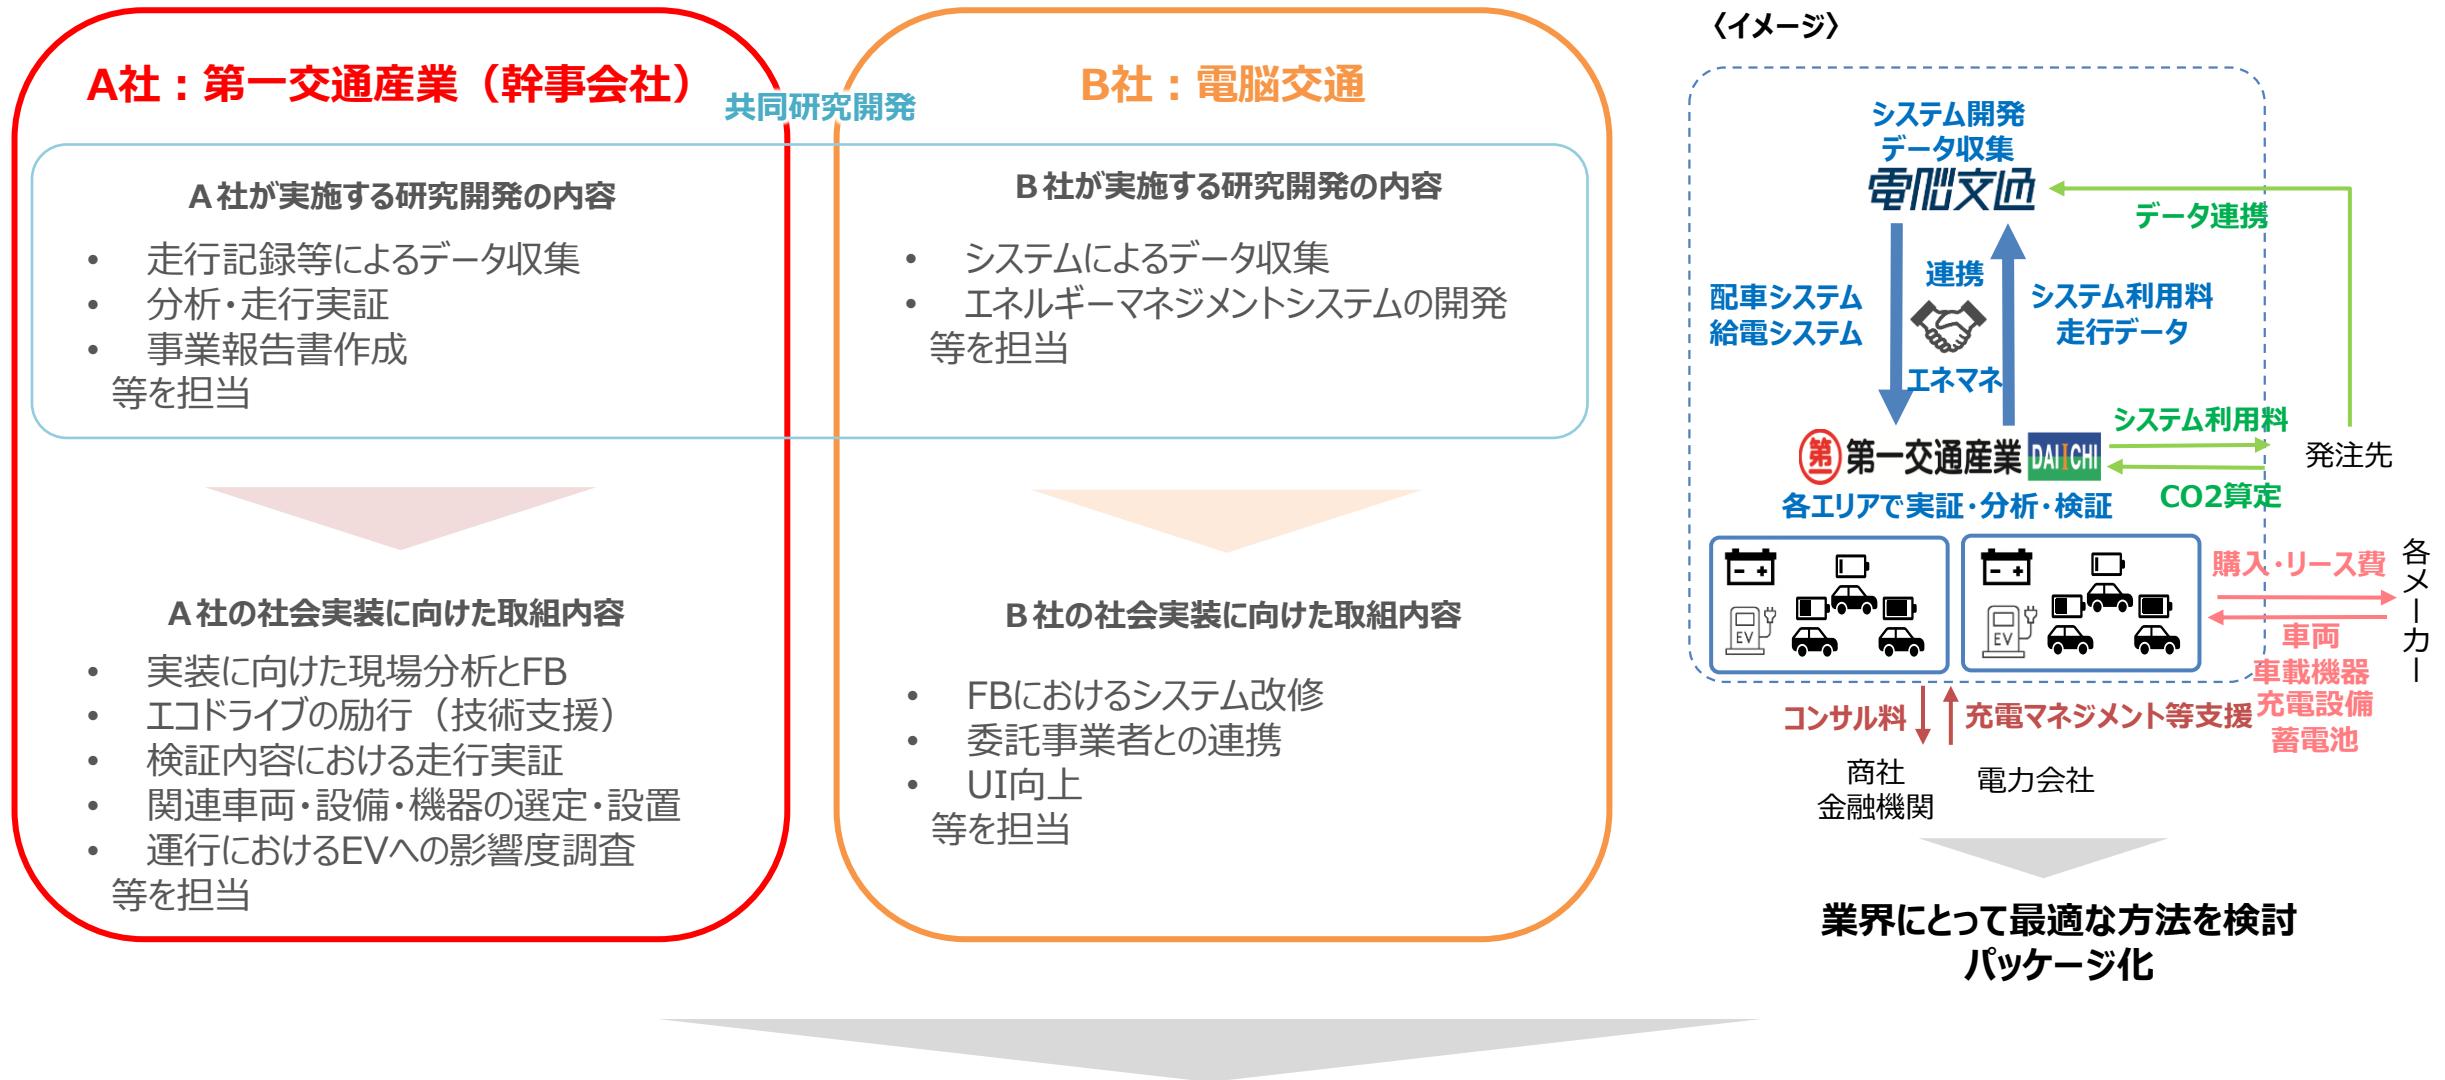 A社：第一交通産業（幹事会社）
共同研究開発
A社が実施する研究開発の内容
• 走行記録等によるデータ収集
• 分析・走行実証
• 事業報告書作成
等を担当
A社の社会実装に向けた取組内容
• 実装に向けた現場分析とFB
• エコドライブの励行（技術支援）
• 検証内容における走行実証
• 関連車両・設備・機器の選定・設置
• 運行におけるEVへの影響度調査
等を担当
B社：電脳交通
B社が実施する研究開発の内容
• システムによるデータ収集
• エネルギーマネジメントシステムの開発
等を担当
B社の社会実装に向けた取組内容
• FBにおけるシステム改修
• 委託事業者との連携
• UI向上
等を担当
〈イメージ〉
システム開発
データ収集
電脳交通
データ連携
連携
配車システム
給電システム
システム利用料
走行データ
エネマネ
システム利用料
第 第一交通産業 DAIICHI
発注先
CO2算定
各エリアで実証・分析・検証
EV
EV
購入・リース費
各メーカー
車両
車載機器
充電設備
蓄電池
コンサル料
充電マネジメント等支援
商社
金融機関
電力会社
業界にとって最適な方法を検討
パッケージ化